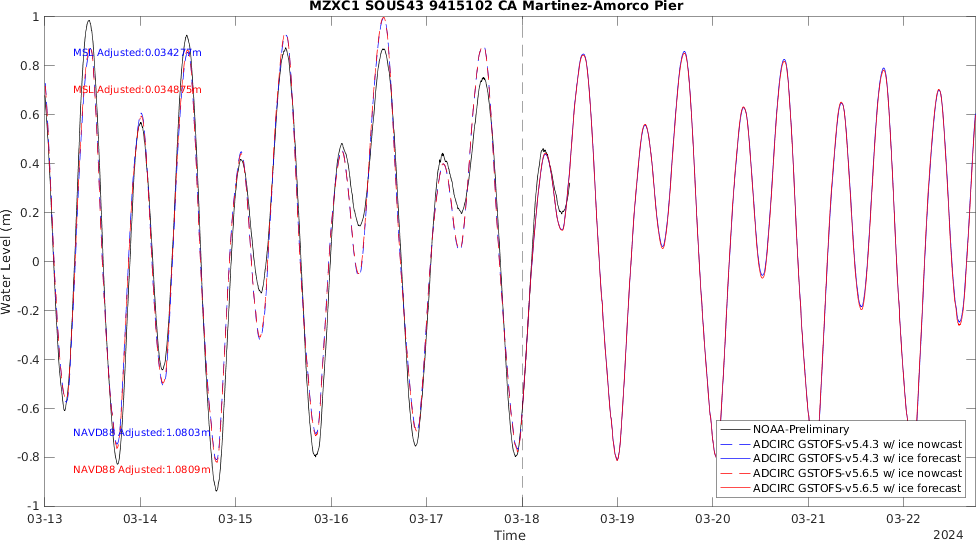 MZXC1 SOUS43 9415102 CA Martinez-Amorco Pier
1
0.8
0.6
0.4
0.2
0
-0.2
-0.4
-0.6
-0.8
-1
Water Level (m)
MSL Adjusted:0.034277m
MSL Adjusted:0.034875m
NAVD88 Adjusted:1.0803m
NAVD88 Adjusted:1.0809m
NOAA-Preliminary
ADCIRC GSTOFS-v5.4.3 w/ ice nowcast
ADCIRC GSTOFS-v5.4.3 w/ ice forecast
ADCIRC GSTOFS-v5.6.5 w/ ice nowcast
ADCIRC GSTOFS-v5.6.5 w/ ice forecast
03-13 03-14 03-15 03-16 03-17 03-18 03-19 03-20 03-21 03-22
Time
2024